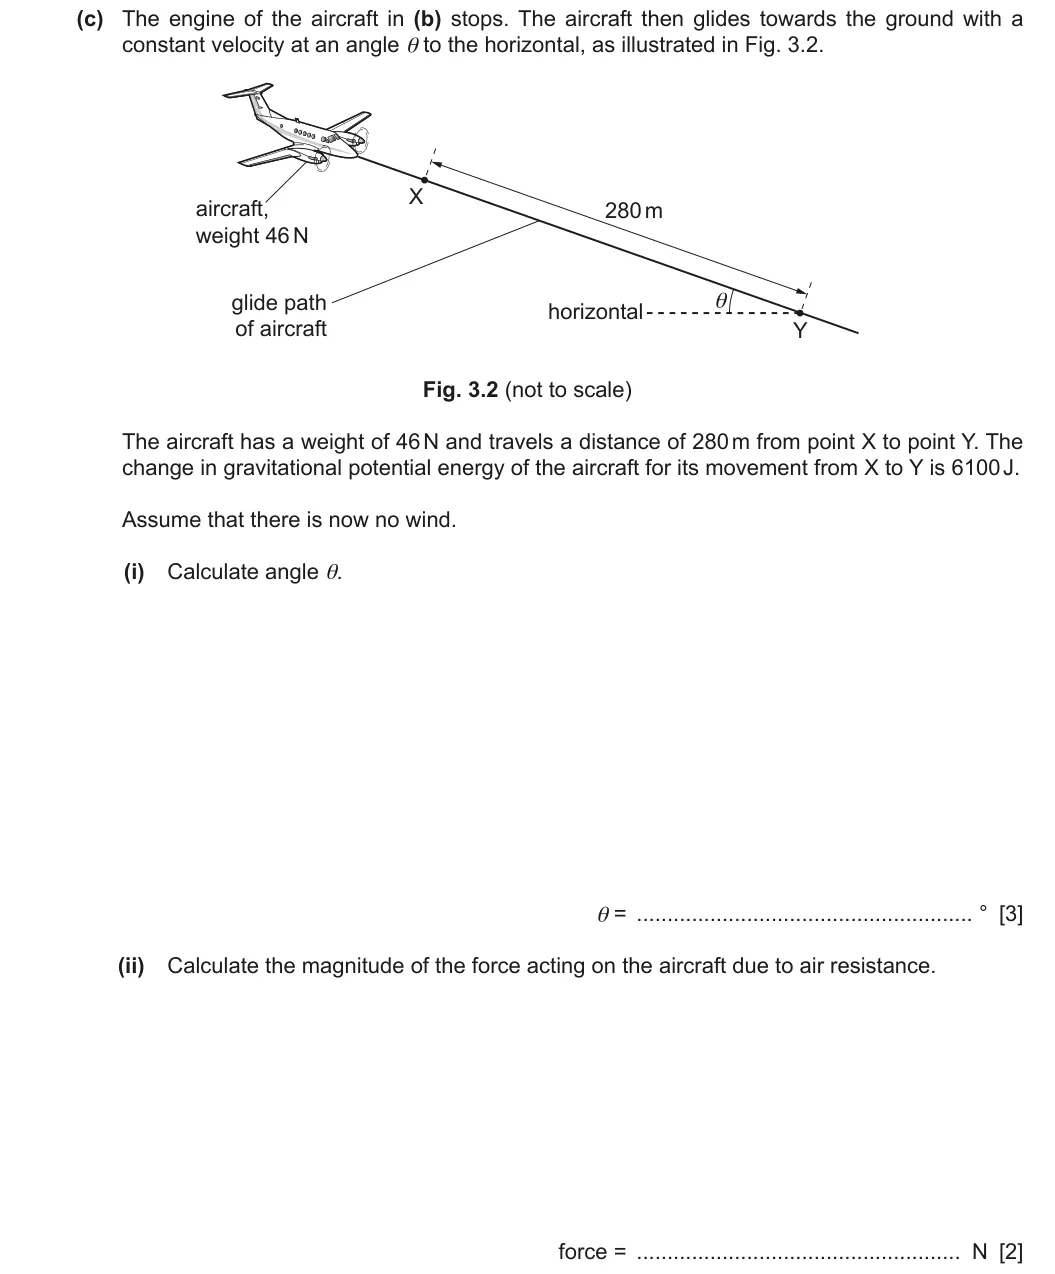 (c) The engine of the aircraft in (b) stops. The aircraft then glides towards the ground with a
constant velocity at an angle θ to the horizontal, as illustrated in Fig. 3.2.
X
280 m
aircraft,
weight 46 N
glide path
of aircraft
horizontal
θ
Y
Fig. 3.2 (not to scale)
The aircraft has a weight of 46 N and travels a distance of 280 m from point X to point Y. The
change in gravitational potential energy of the aircraft for its movement from X to Y is 6100 J.
Assume that there is now no wind.
(i) Calculate angle θ.
θ = ....................................................... ° [3]
(ii) Calculate the magnitude of the force acting on the aircraft due to air resistance.
force = ..................................................... N [2]